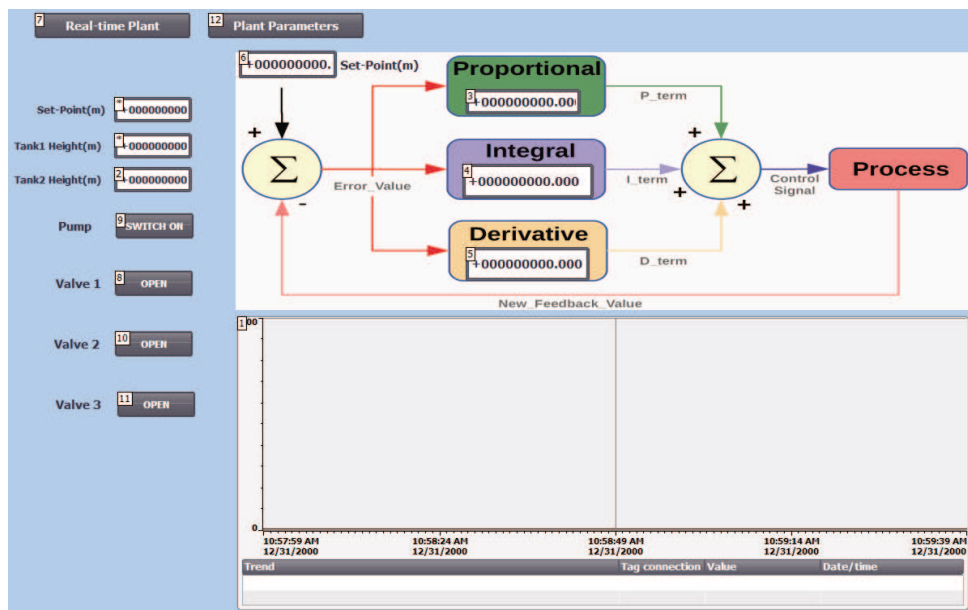 7 Real-time Plant
12 Plant Parameters
6 +000000000. Set-Point(m)
Proportional
3 +000000000.00
P_term
Set-Point(m) * +000000000
Tank1 Height(m) * +000000000
Tank2 Height(m) 2 +000000000
+
Σ
-
Error_Value
Integral
4 +000000000.000
I_term
+
+
+
Σ
Control
Signal
Process
Pump 9 SWITCH ON
Derivative
5 +000000000.000
D_term
Valve 1 8 OPEN
New_Feedback_Value
Valve 2 10 OPEN
Valve 3 11 OPEN
1 00
0
10:57:59 AM
12/31/2000
10:58:24 AM
12/31/2000
10:58:49 AM
12/31/2000
10:59:14 AM
12/31/2000
10:59:39 AM
12/31/2000
Trend Tag connection Value Date/time